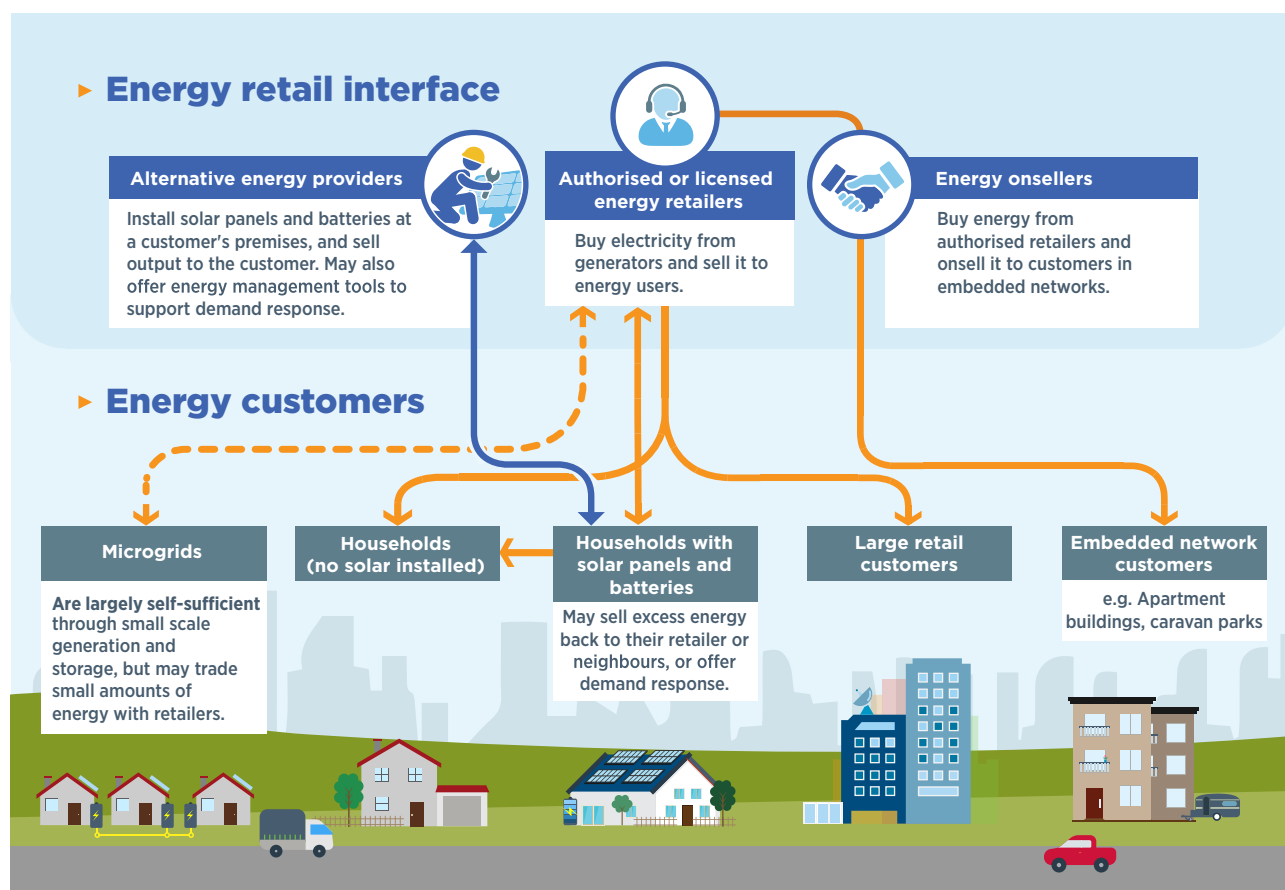 Energy retail interface
Alternative energy providers
Install solar panels and batteries at
a customer's premises, and sell
output to the customer. May also
offer energy management tools to
support demand response.
Authorised or licensed
energy retailers
Buy electricity from
generators and sell it to
energy users.
Energy onsellers
Buy energy from
authorised retailers and
onsell it to customers in
embedded networks.
Energy customers
Microgrids
Are largely self-sufficient
through small scale
generation and
storage, but may trade
small amounts of
energy with retailers.
Households
(no solar installed)
Households with
solar panels and
batteries
May sell excess energy
back to their retailer or
neighbours, or offer
demand response.
Large retail
customers
Embedded network
customers
e.g. Apartment
buildings, caravan parks